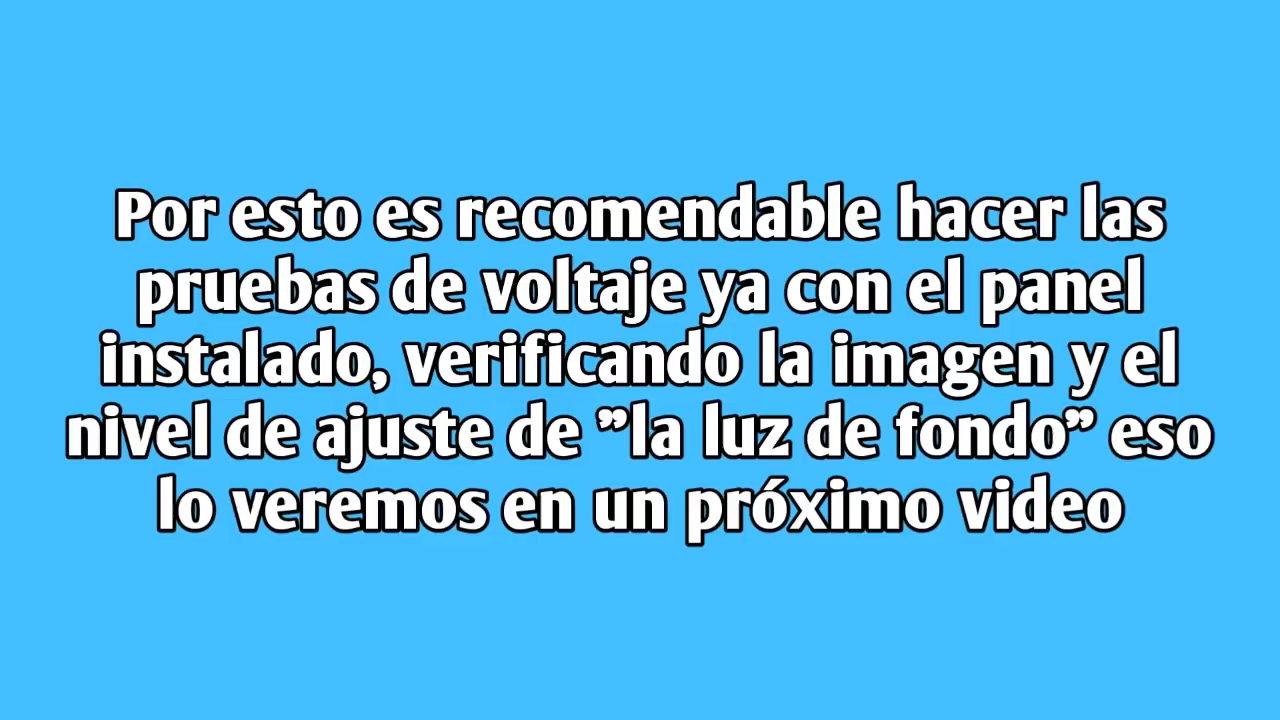 Por esto es recomendable hacer las
pruebas de voltaje ya con el panel
instalado, verificando la imagen y el
nivel de ajuste de ”la luz de fondo” eso
lo veremos en un próximo video